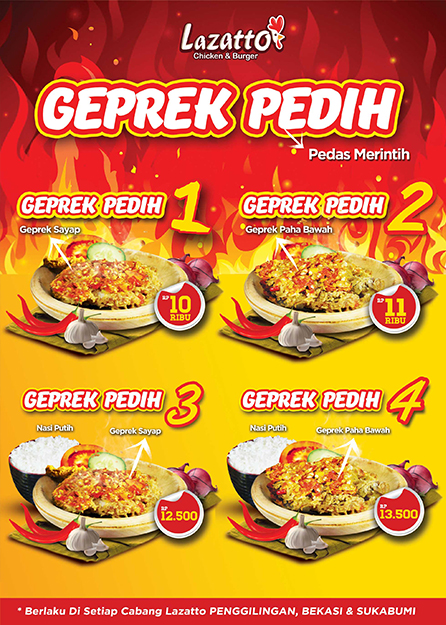 Lazatto
Chicken & Burger
GEPREK PEDIH
Pedas Merintih
GEPREK PEDIH 1
Geprek Sayap
RP
10
RIBU
GEPREK PEDIH 2
Geprek Paha Bawah
RP
11
RIBU
GEPREK PEDIH 3
Nasi Putih
Geprek Sayap
RP
12.500
GEPREK PEDIH 4
Nasi Putih
Geprek Paha Bawah
RP
13.500
* Berlaku Di Setiap Cabang Lazatto PENGGILINGAN, BEKASI & SUKABUMI